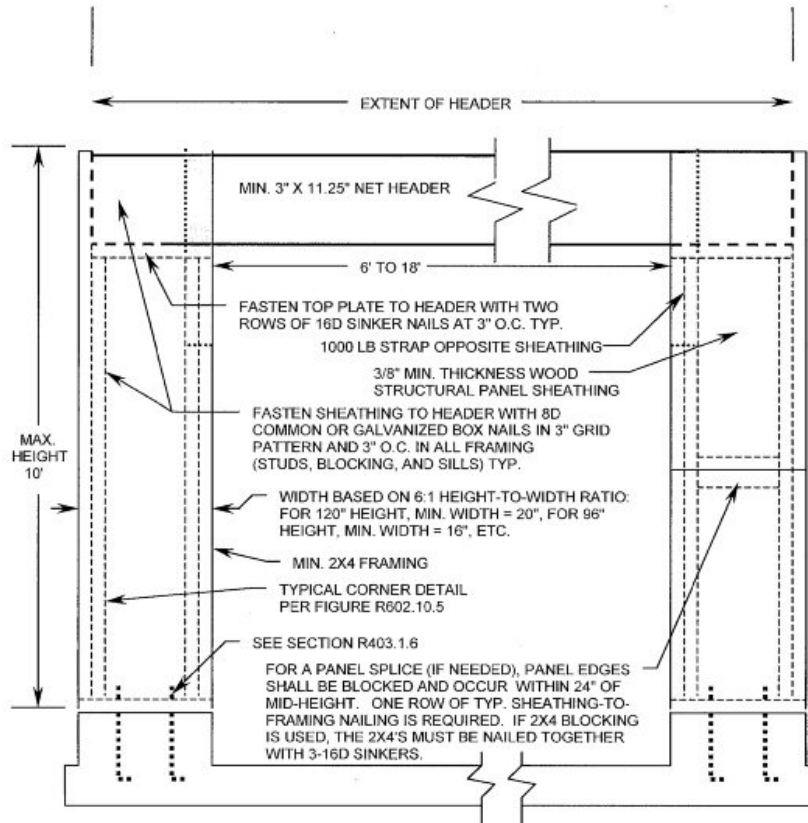 EXTENT OF HEADER
MIN. 3" X 11.25" NET HEADER
6' TO 18'
FASTEN TOP PLATE TO HEADER WITH TWO
ROWS OF 16D SINKER NAILS AT 3" O.C. TYP.
1000 LB STRAP OPPOSITE SHEATHING
3/8" MIN. THICKNESS WOOD
STRUCTURAL PANEL SHEATHING
MAX.
HEIGHT
10'
FASTEN SHEATHING TO HEADER WITH 8D
COMMON OR GALVANIZED BOX NAILS IN 3" GRID
PATTERN AND 3" O.C. IN ALL FRAMING
(STUDS, BLOCKING, AND SILLS) TYP.
WIDTH BASED ON 6:1 HEIGHT-TO-WIDTH RATIO:
FOR 120" HEIGHT, MIN. WIDTH = 20", FOR 96"
HEIGHT, MIN. WIDTH = 16", ETC.
MIN. 2X4 FRAMING
TYPICAL CORNER DETAIL
PER FIGURE R602.10.5
SEE SECTION R403.1.6
FOR A PANEL SPLICE (IF NEEDED), PANEL EDGES
SHALL BE BLOCKED AND OCCUR WITHIN 24" OF
MID-HEIGHT. ONE ROW OF TYP. SHEATHING-TO-
FRAMING NAILING IS REQUIRED. IF 2X4 BLOCKING
IS USED, THE 2X4'S MUST BE NAILED TOGETHER
WITH 3-16D SINKERS.